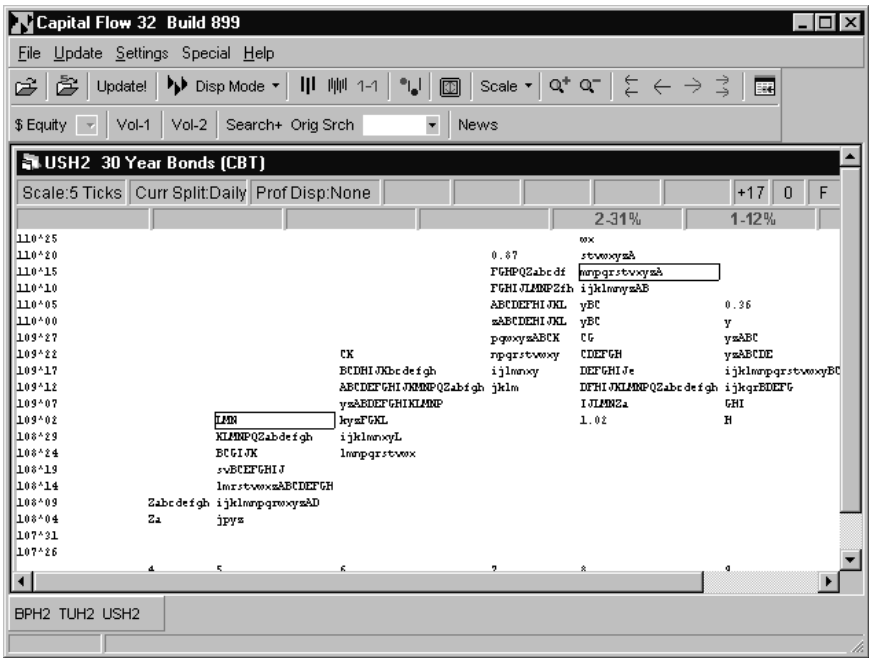 Capital Flow 32 Build 899
File Update Settings Special Help
Update! Disp Mode 1-1 Scale
$ Equity Vol-1 Vol-2 Search+ Orig Srch News
USH2 30 Year Bonds (CBT)
Scale:5 Ticks Curr Split:Daily Prof Disp:None +17 0 F
2-31% 1-12%
110^25 wx
110^20 0.87 stvwxyzA
110^15 FGHPQZabcdf mnpqrstvxyzA
110^10 FGHIJLMNPZfh ijklmnyzAB
110^05 ABCDEFHIJKL yBC 0.36
110^00 zABCDEHIJKL yBC y
109^27 pqwxyzABCK CG yzABC
109^22 CK npqrstvwxy CDEFGH yzABCDE
109^17 BCDHIJKbcdefgh ijlmnxy DEFGHIJe ijklmnpqrstvwxyBC
109^12 ABCDEFGHIJKMNPQZabfgh jklm DFHIJKLMNPQZabcdefgh ijkqrBDEFG
109^07 yzABDEFGHIKLMNP IJLMNZa GHI
109^02 LMN kyzFGKL 1.02 H
108^29 KLMNPQZabdefgh ijklmnxyL
108^24 BCGIJK lmnpqrstvwx
108^19 svBCEFGHIJ
108^14 lmrstvwxzABCDEFGH
108^09 Zabcdefgh ijklmnpqrwxyzAD
108^04 Za jpyz
107^31
107^26
4 5 6 7 8 9
BPH2 TUH2 USH2